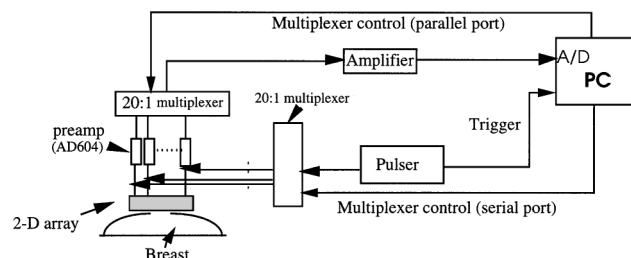 Multiplexer control (parallel port)
A/D
PC
Amplifier
20:1 multiplexer
20:1 multiplexer
preamp
(AD604)
Trigger
Pulser
Multiplexer control (serial port)
2-D array
Breast